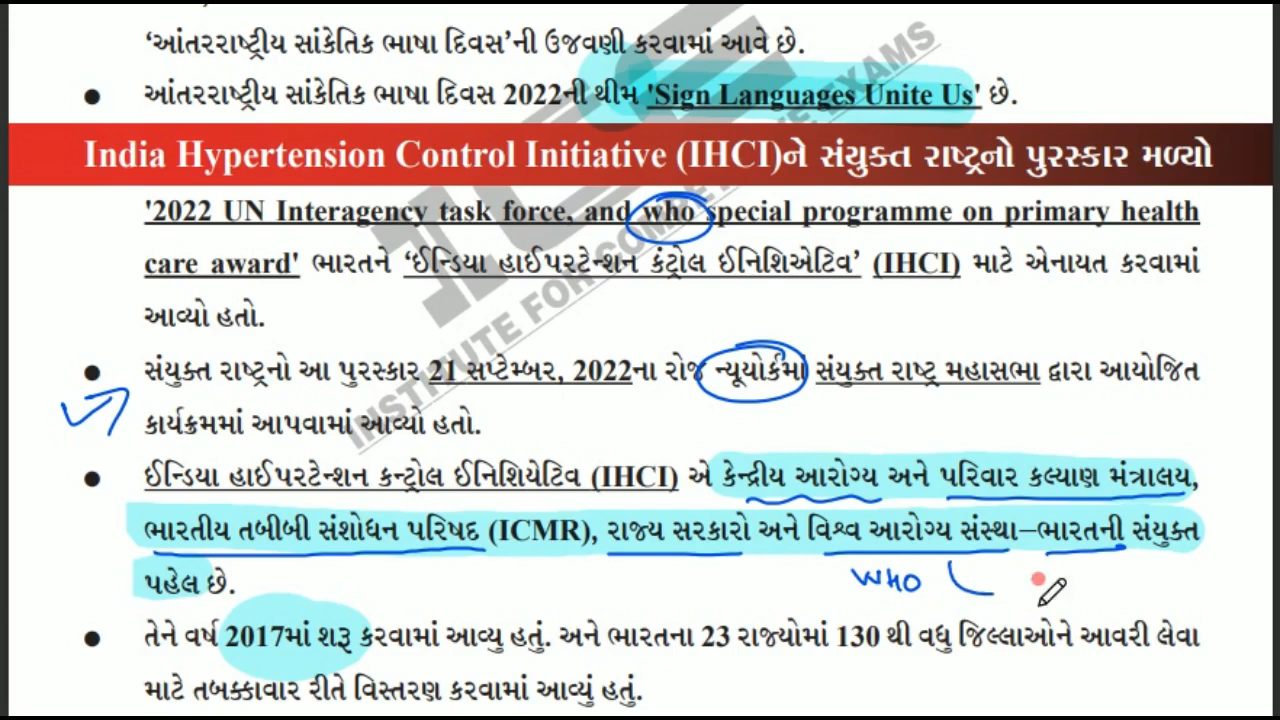 ‘આંતરરાષ્ટ્રીય સાંકેતિક ભાષા દિવસ’ની ઉજવણી કરવામાં આવે છે.
● આંતરરાષ્ટ્રીય સાંકેતિક ભાષા દિવસ 2022ની થીમ 'Sign Languages Unite Us' છે.
India Hypertension Control Initiative (IHCI)ને સંયુક્ત રાષ્ટ્રનો પુરસ્કાર મળ્યો
'2022 UN Interagency task force, and who special programme on primary health
care award' ભારતને ‘ઈન્ડિયા હાઈપરટેન્શન કંટ્રોલ ઈનિશિએટિવ’ (IHCI) માટે એનાયત કરવામાં
આવ્યો હતો.
● સંયુક્ત રાષ્ટ્રનો આ પુરસ્કાર 21 સપ્ટેમ્બર, 2022ના રોજ ન્યૂયોર્કમાં સંયુક્ત રાષ્ટ્ર મહાસભા દ્વારા આયોજિત
કાર્યક્રમમાં આપવામાં આવ્યો હતો.
● ઈન્ડિયા હાઈપરટેન્શન કન્ટ્રોલ ઈનિશિયેટિવ (IHCI) એ કેન્દ્રીય આરોગ્ય અને પરિવાર કલ્યાણ મંત્રાલય,
ભારતીય તબીબી સંશોધન પરિષદ (ICMR), રાજ્ય સરકારો અને વિશ્વ આરોગ્ય સંસ્થા–ભારતની સંયુક્ત
પહેલ છે.
WHO
● તેને વર્ષ 2017માં શરૂ કરવામાં આવ્યુ હતું. અને ભારતના 23 રાજ્યોમાં 130 થી વધુ જિલ્લાઓને આવરી લેવા
માટે તબક્કાવાર રીતે વિસ્તરણ કરવામાં આવ્યું હતું.
ICE
INSTITUTE FOR COMPETITIVE EXAMS